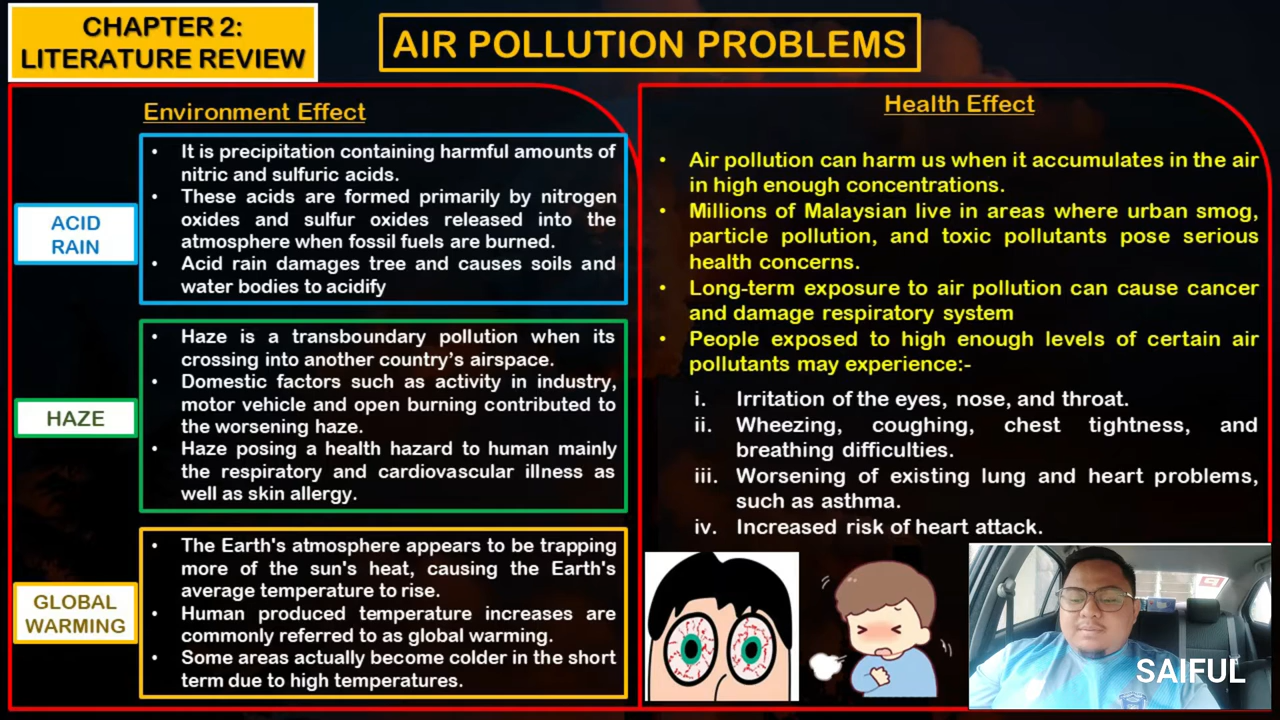 CHAPTER 2:
LITERATURE REVIEW
AIR POLLUTION PROBLEMS
Environment Effect
ACID
RAIN
• It is precipitation containing harmful amounts of
nitric and sulfuric acids.
• These acids are formed primarily by nitrogen
oxides and sulfur oxides released into the
atmosphere when fossil fuels are burned.
• Acid rain damages tree and causes soils and
water bodies to acidify
HAZE
• Haze is a transboundary pollution when its
crossing into another country's airspace.
• Domestic factors such as activity in industry,
motor vehicle and open burning contributed to
the worsening haze.
• Haze posing a health hazard to human mainly
the respiratory and cardiovascular illness as
well as skin allergy.
GLOBAL
WARMING
• The Earth's atmosphere appears to be trapping
more of the sun's heat, causing the Earth's
average temperature to rise.
• Human produced temperature increases are
commonly referred to as global warming.
• Some areas actually become colder in the short
term due to high temperatures.
Health Effect
• Air pollution can harm us when it accumulates in the air
in high enough concentrations.
• Millions of Malaysian live in areas where urban smog,
particle pollution, and toxic pollutants pose serious
health concerns.
• Long-term exposure to air pollution can cause cancer
and damage respiratory system
• People exposed to high enough levels of certain air
pollutants may experience:-
i. Irritation of the eyes, nose, and throat.
ii. Wheezing, coughing, chest tightness, and
breathing difficulties.
iii. Worsening of existing lung and heart problems,
such as asthma.
iv. Increased risk of heart attack.
SAIFUL